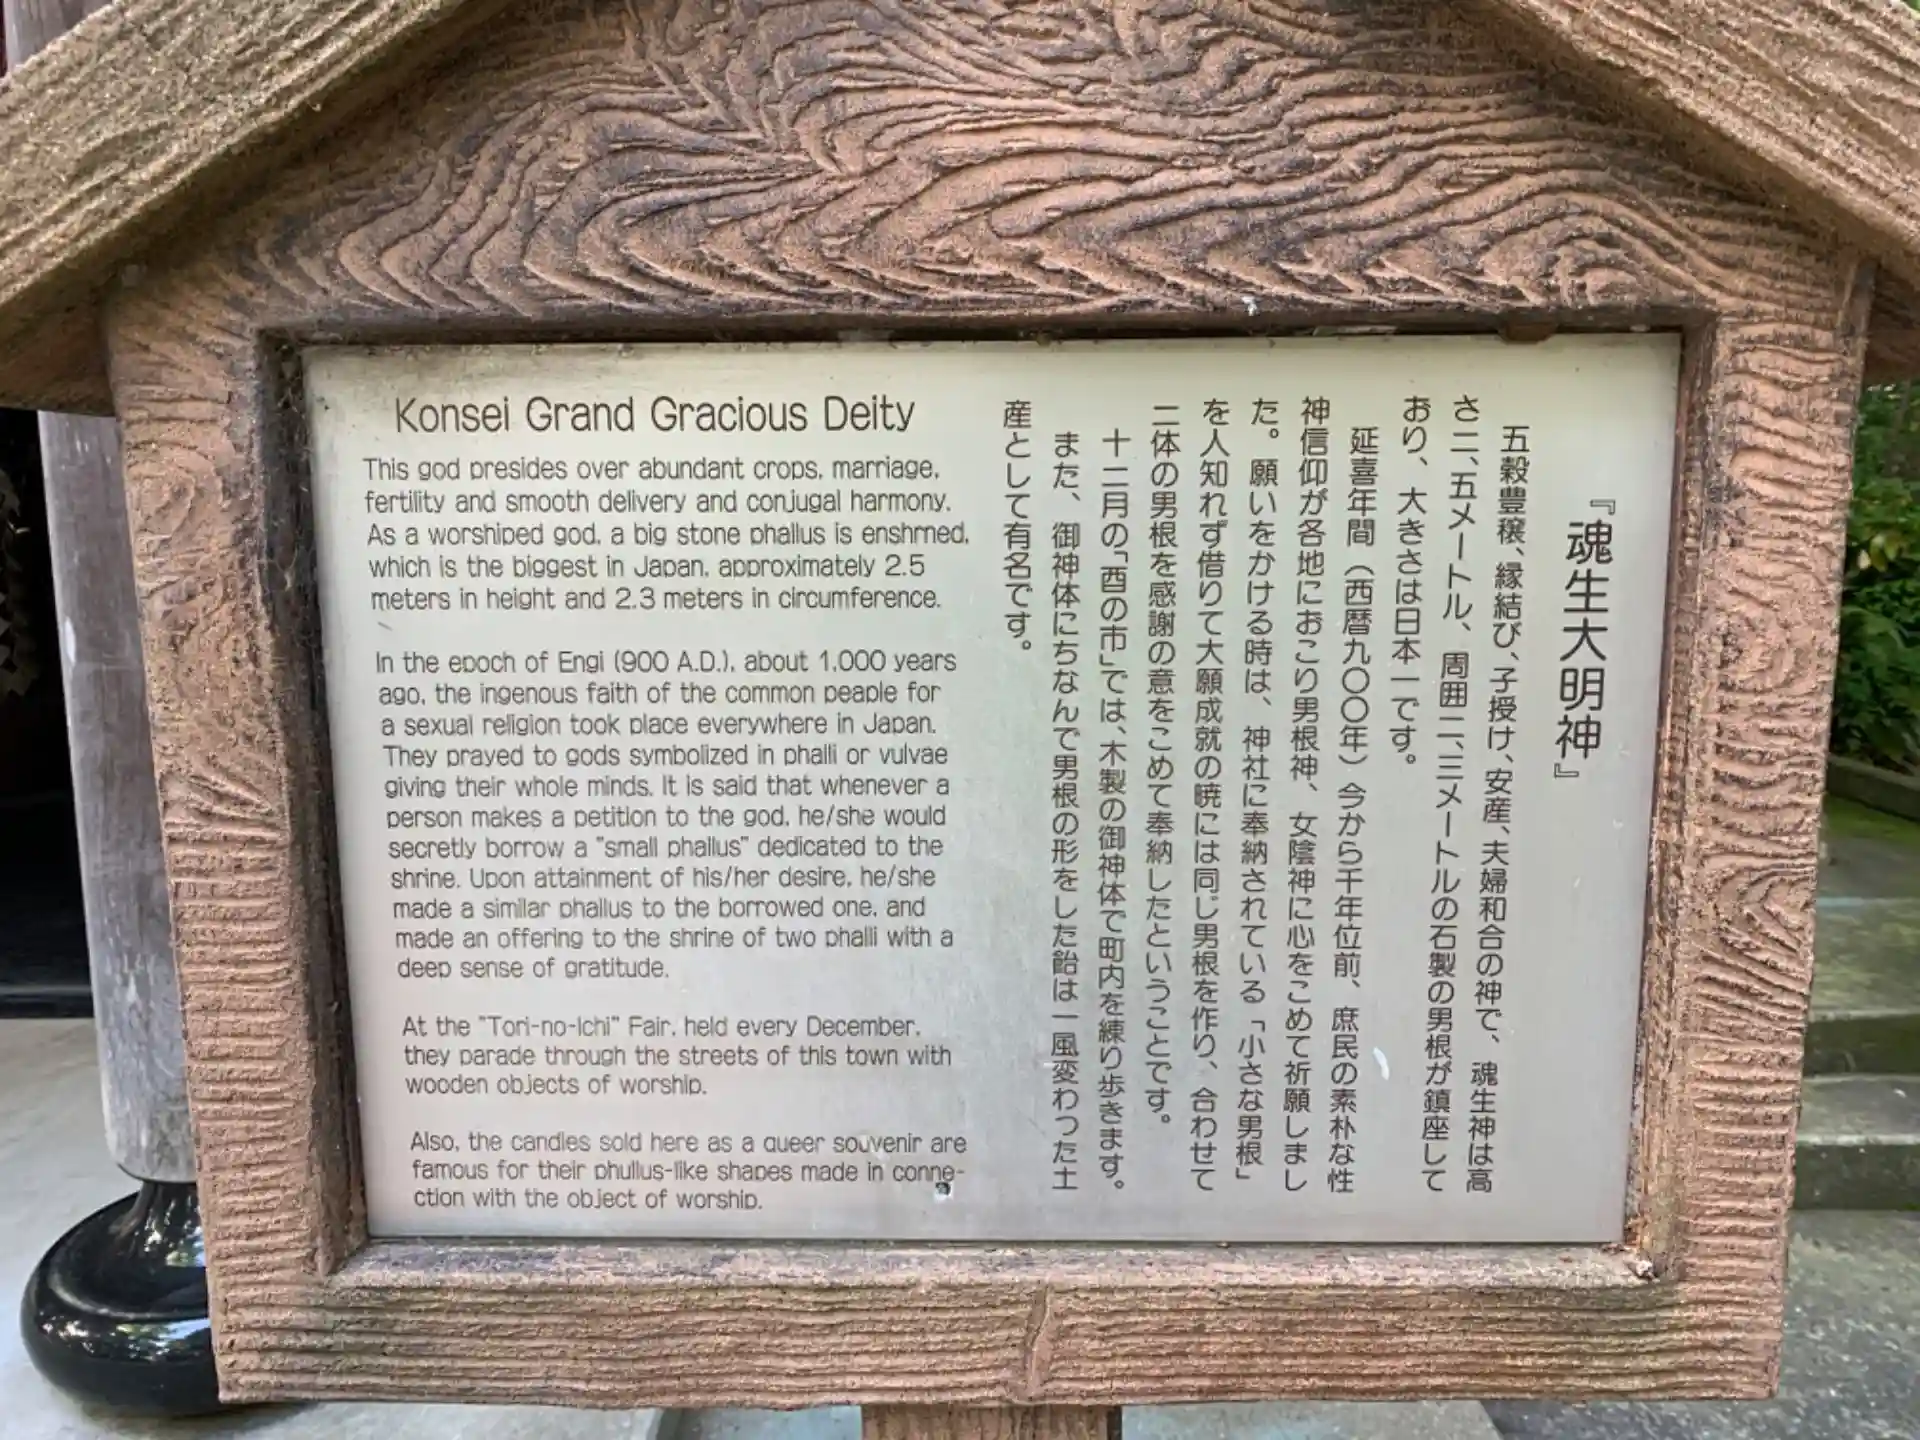 Konsei Grand Gracious Deity
This god presides over abundant crops, marriage,
fertility and smooth delivery and conjugal harmony.
As a worshiped god, a big stone phallus is enshrned,
which is the biggest in Japan, approximately 2.5
meters in height and 2.3 meters in circumference.
In the epoch of Engi (900 A.D.), about 1,000 years
ago, the ingenous faith of the common peaple for
a sexual religion took place everywhere in Japan.
They prayed to gods symbolized in phalli or vulvae
giving their whole minds. It is said that whenever a
person makes a petition to the god, he/she would
secretly borrow a "small phallus" dedicated to the
shrine. Upon attainment of his/her desire, he/she
made a similar phallus to the borrowed one, and
made an offering to the shrine of two phalli with a
deep sense of gratitude.
At the "Tori-no-Ichi" Fair, held every December,
they parade through the streets of this town with
wooden objects of worship.
Also, the candies sold here as a queer souvenir are
famous for their phullus-like shapes made in conne-
ction with the object of worship.
『魂生大明神』
五穀豊穣、縁結び、子授け、安産、夫婦和合の神で、魂生神は高
さ二、五メートル、周囲二、三メートルの石製の男根が鎮座して
おり、大きさは日本一です。
延喜年間（西暦九〇〇年）今から千年位前、庶民の素朴な性
神信仰が各地におこり男根神、女陰神に心をこめて祈願しまし
た。願いをかける時は、神社に奉納されている「小さな男根」
を人知れず借りて大願成就の暁には同じ男根を作り、合わせて
二体の男根を感謝の意をこめて奉納したということです。
十二月の「酉の市」では、木製の御神体で町内を練り歩きます。
また、御神体にちなんで男根の形をした飴は一風変わった土
産として有名です。